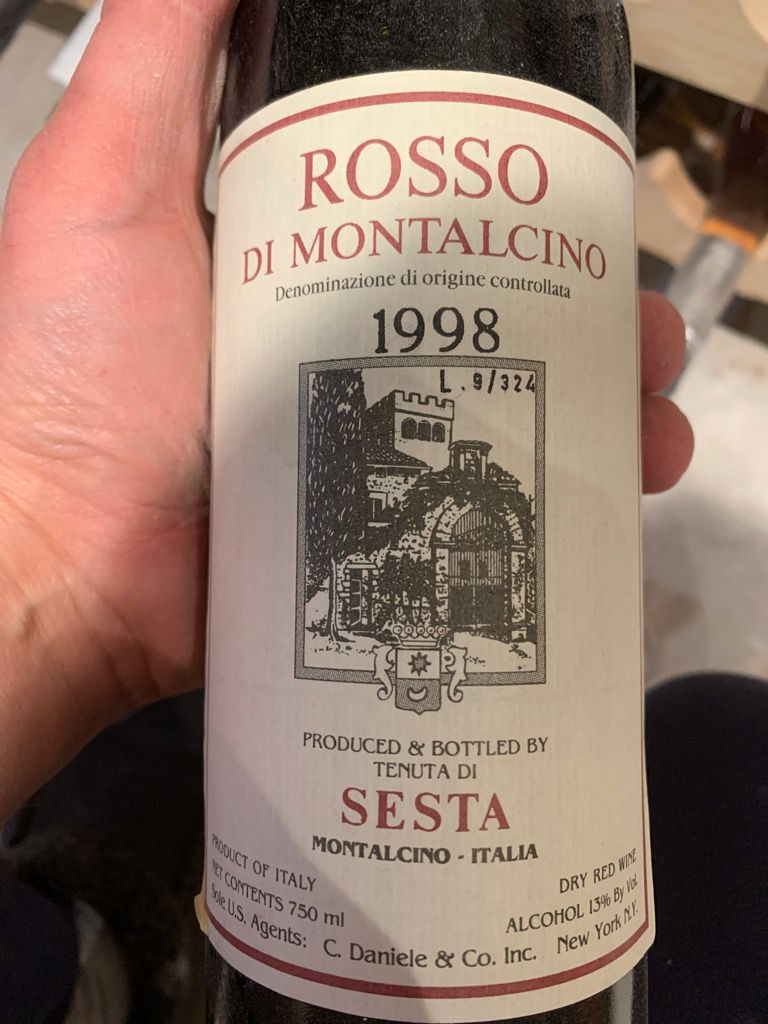 ROSSO
DI MONTALCINO
Denominazione di origine controllata
1998
L.9/324
PRODUCED & BOTTLED BY
TENUTA DI
SESTA
MONTALCINO - ITALIA
PRODUCT OF ITALY
NET CONTENTS 750 ml
Sole U.S. Agents: C. Daniele & Co. Inc. New York N.Y.
DRY RED WINE
ALCOHOL 13% By Vol.